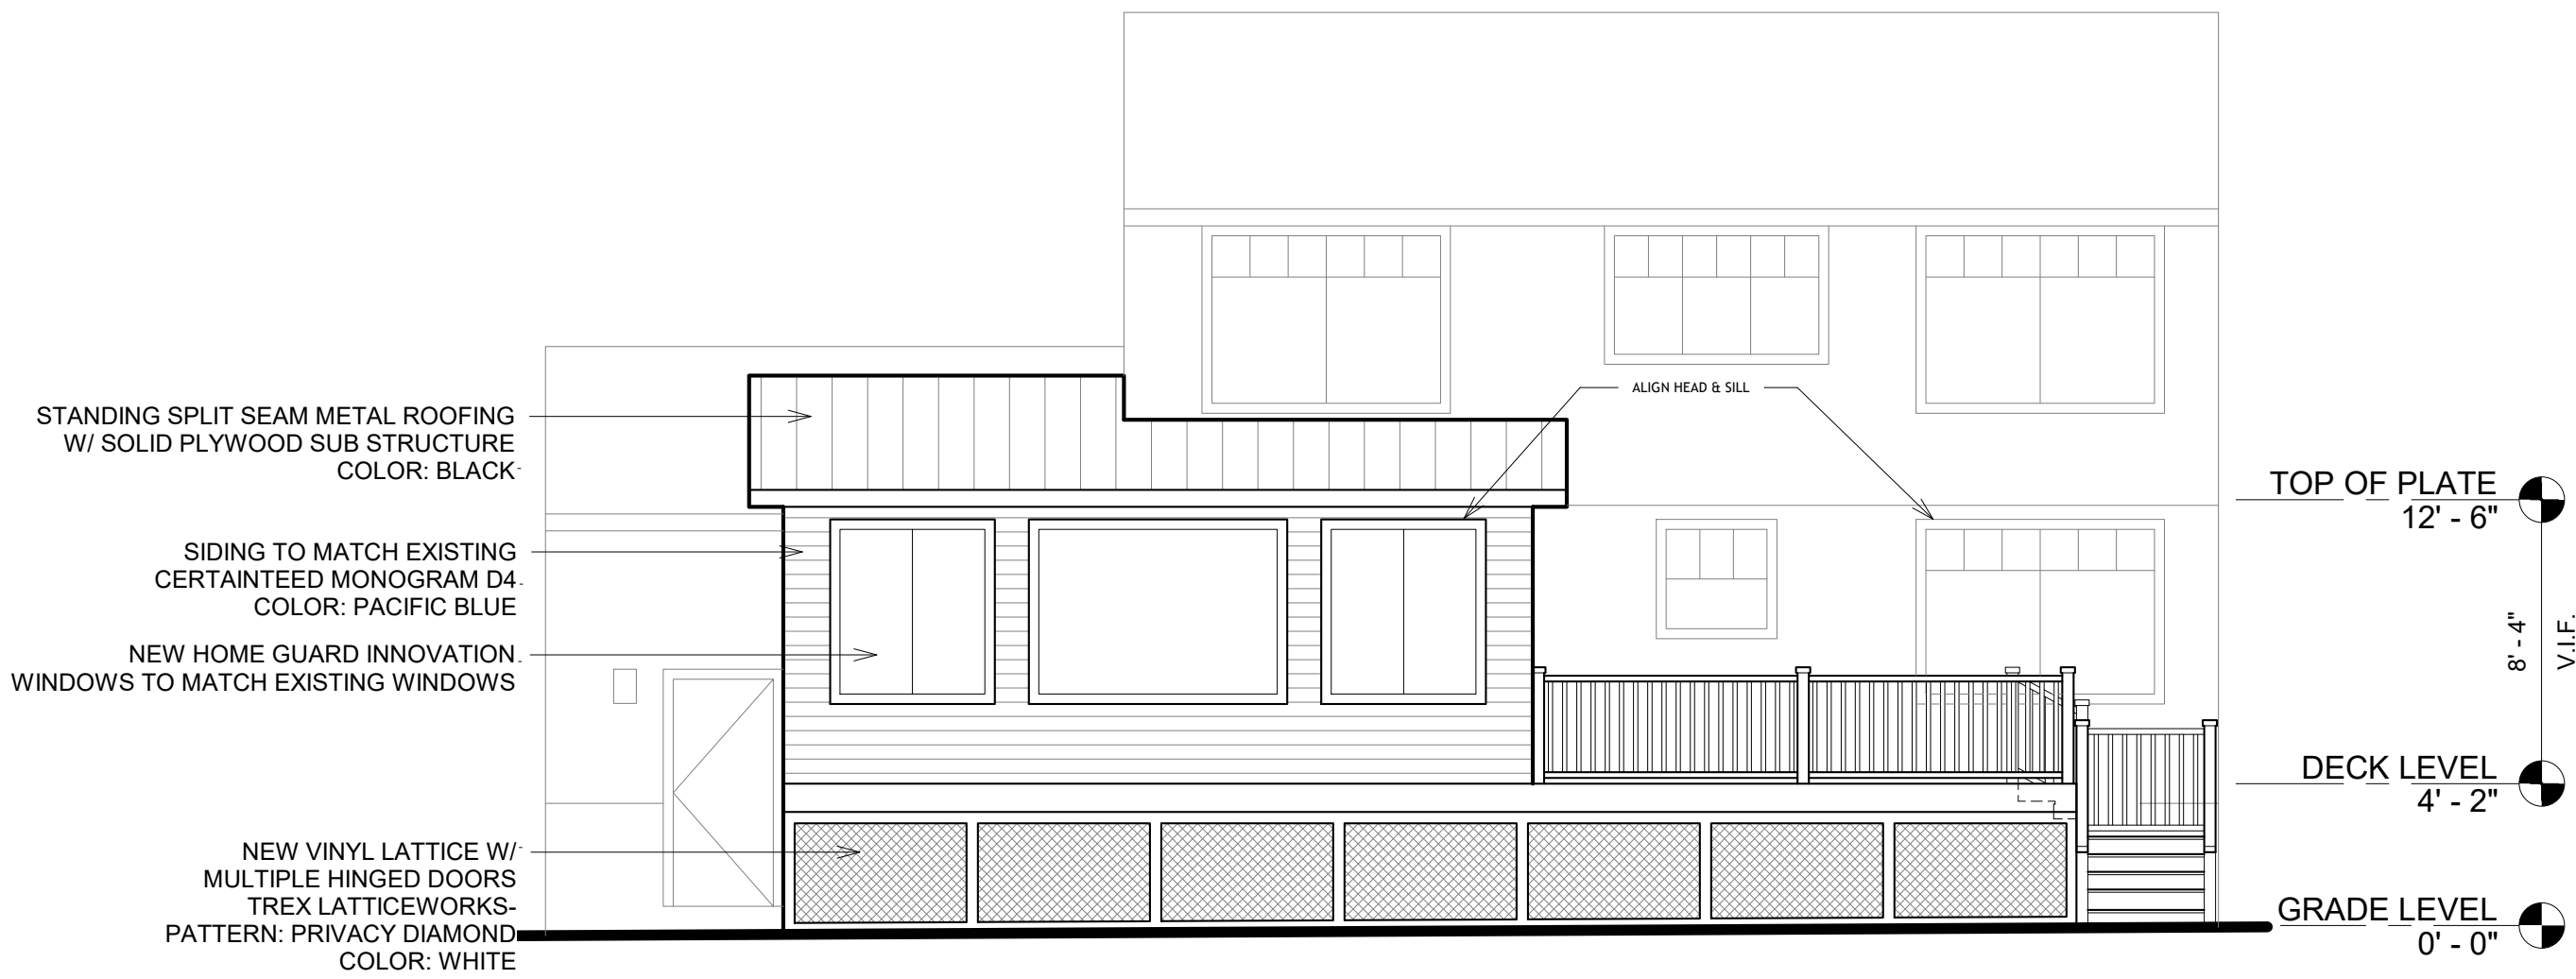 ALIGN HEAD & SILL
STANDING SPLIT SEAM METAL ROOFING
W/ SOLID PLYWOOD SUB STRUCTURE
COLOR: BLACK
SIDING TO MATCH EXISTING
CERTAINTEED MONOGRAM D4
COLOR: PACIFIC BLUE
NEW HOME GUARD INNOVATION
WINDOWS TO MATCH EXISTING WINDOWS
NEW VINYL LATTICE W/
MULTIPLE HINGED DOORS
TREX LATTICEWORKS-
PATTERN: PRIVACY DIAMOND
COLOR: WHITE
TOP OF PLATE
12' - 6"
8' - 4"
V.I.F.
DECK LEVEL
4' - 2"
GRADE LEVEL
0' - 0"